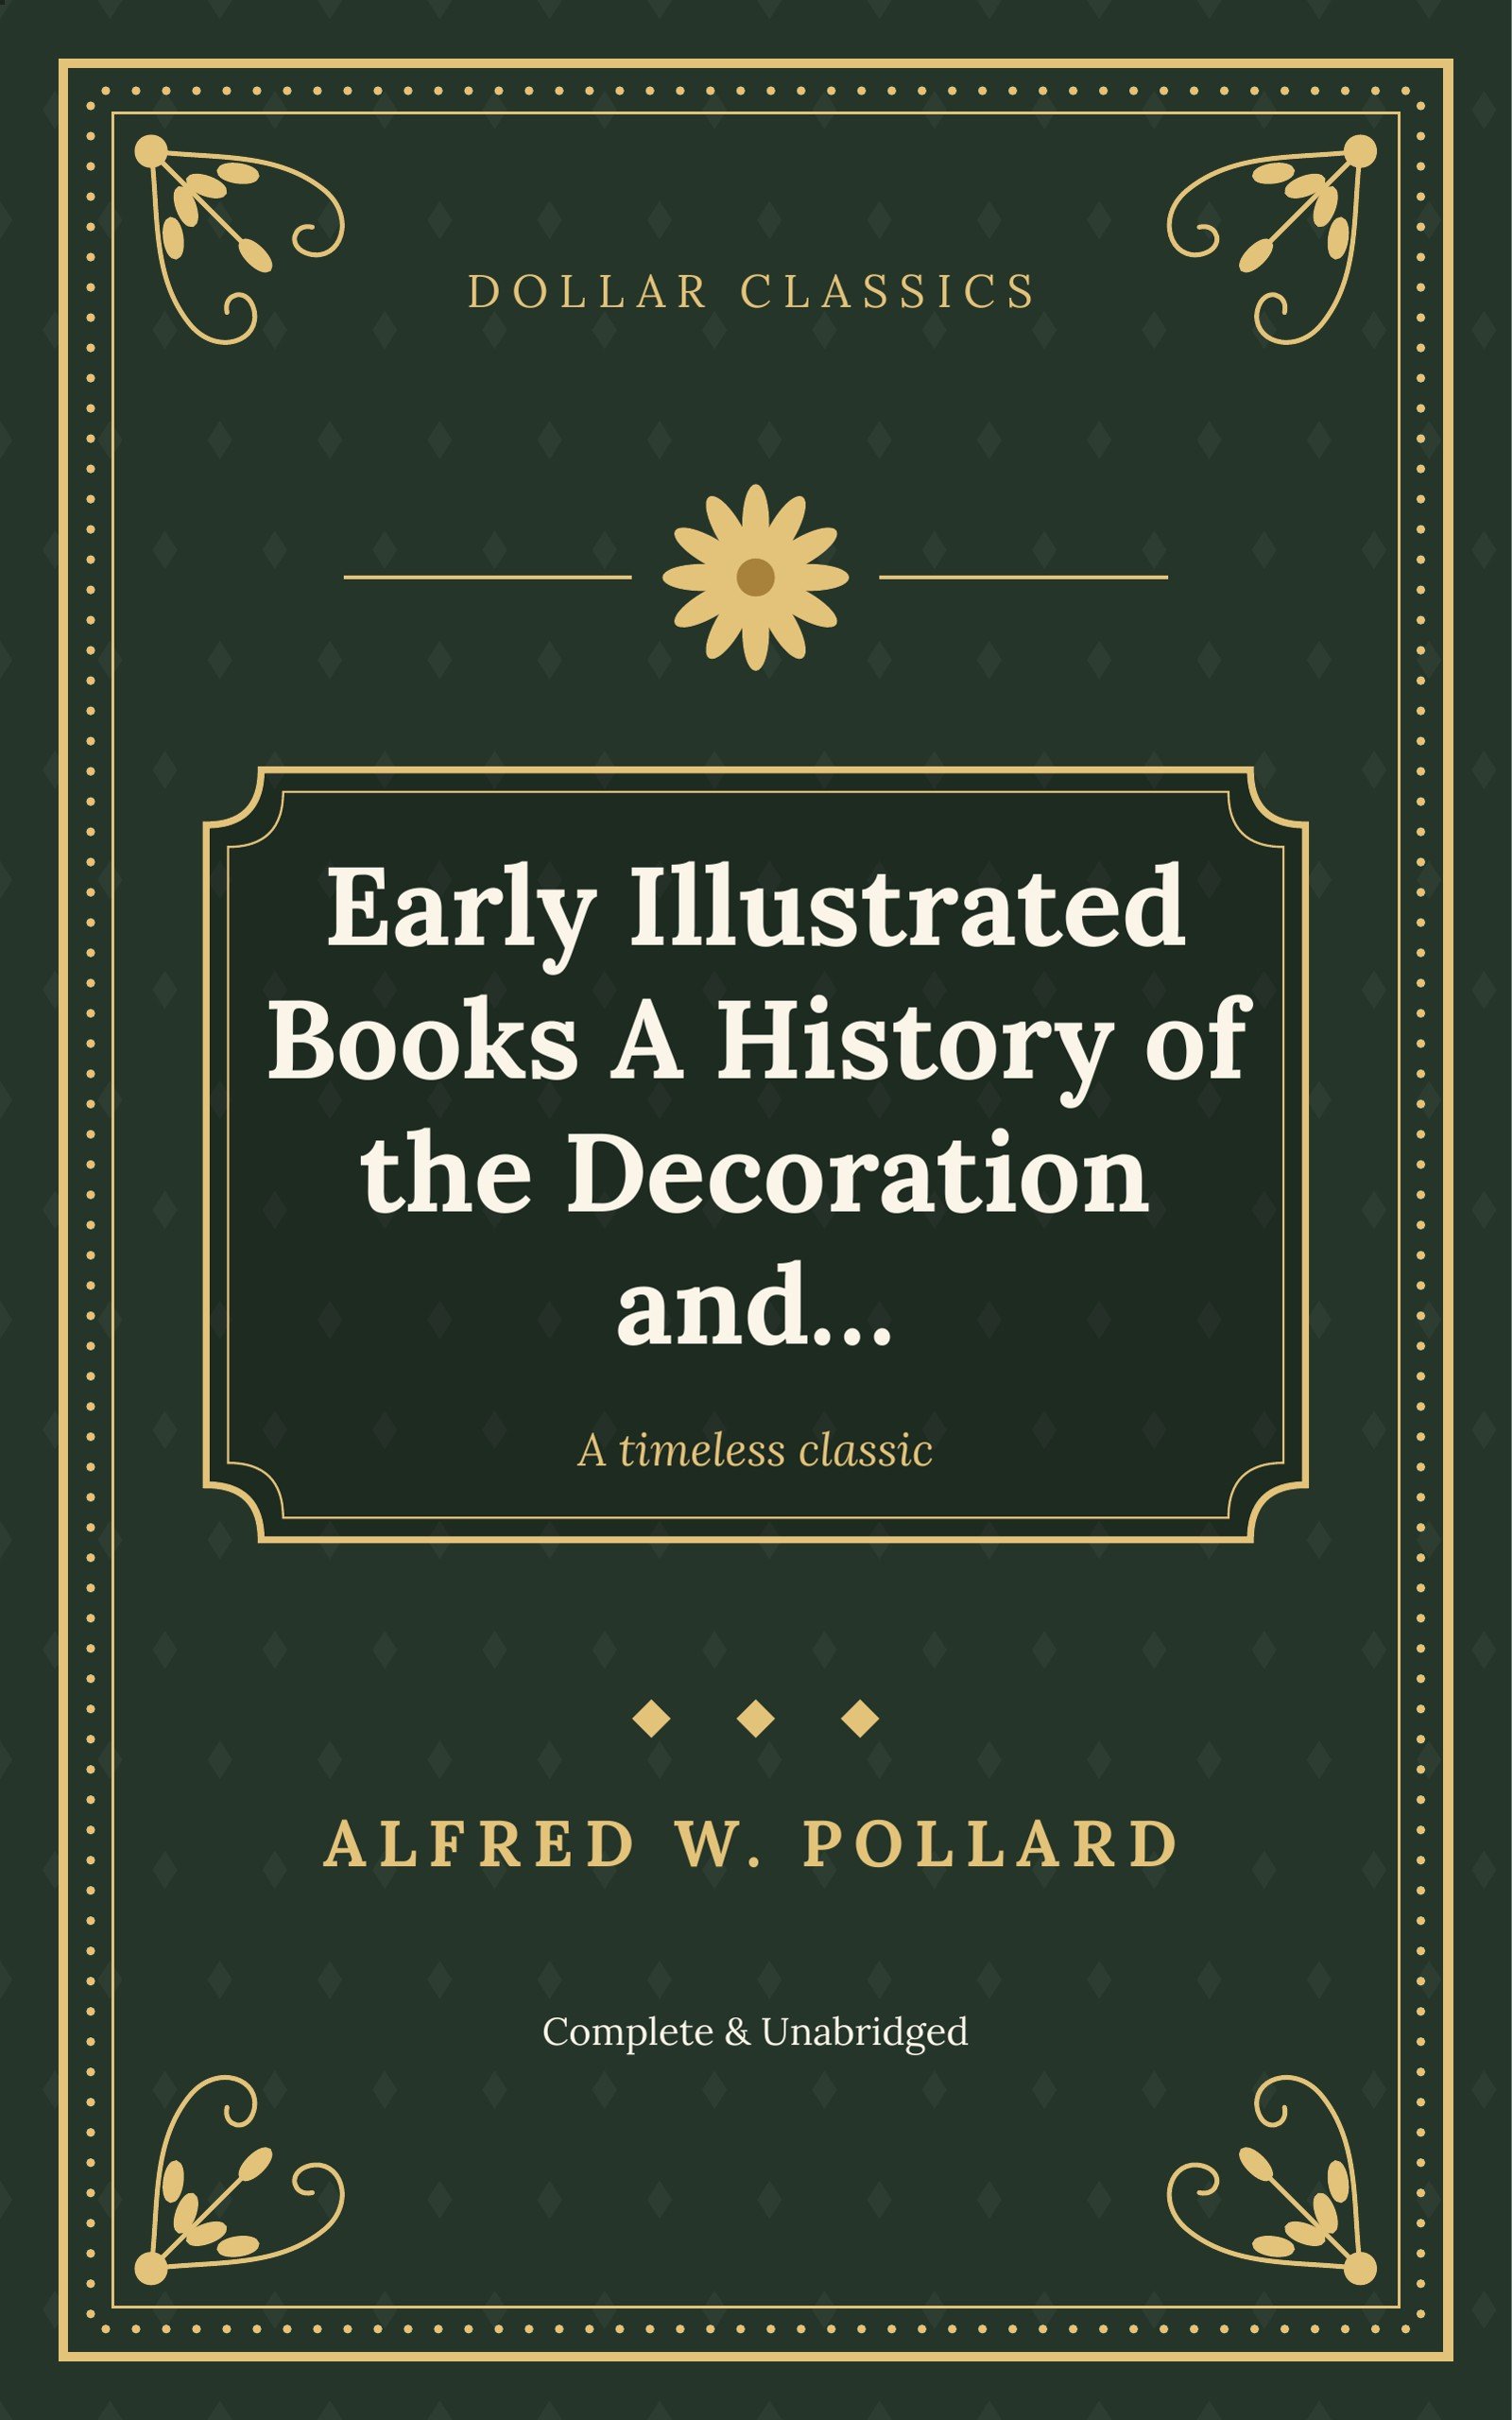 DOLLAR CLASSICS
Early Illustrated
Books A History of
the Decoration
and...
A timeless classic
ALFRED W. POLLARD
Complete & Unabridged